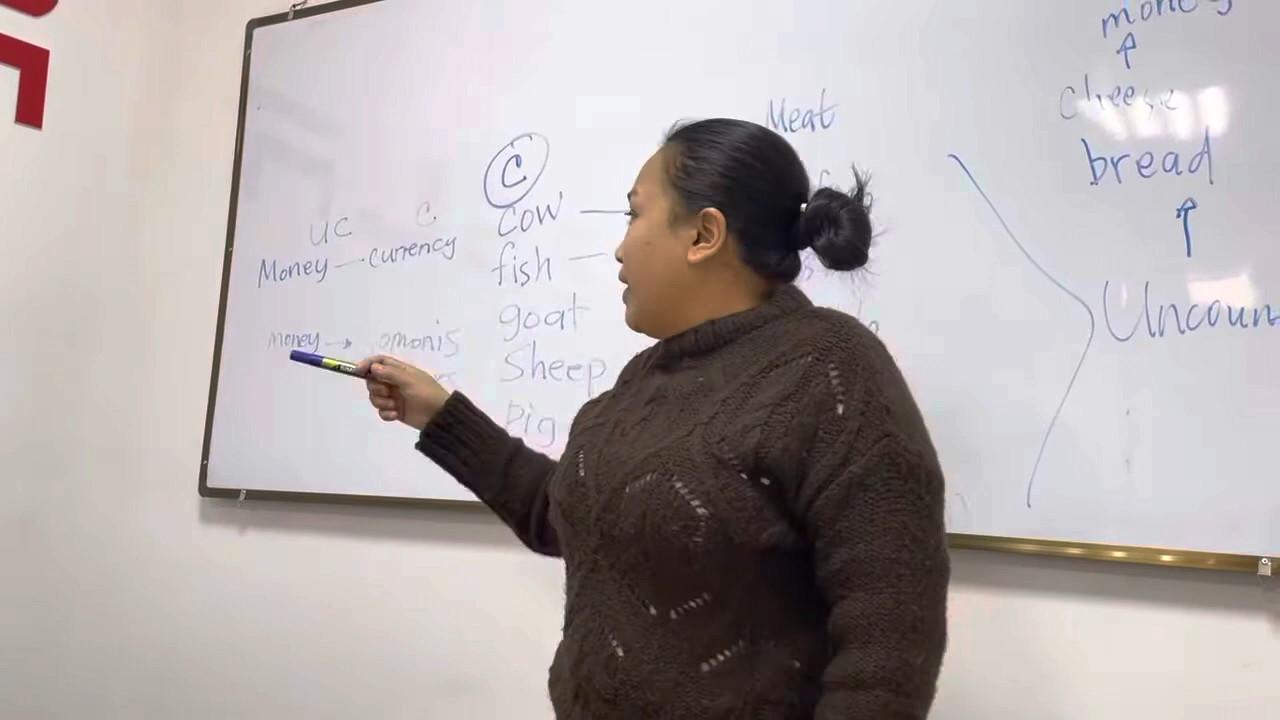 UC C
Money — currency
money → omonis
C
cow —
fish —
goat
Sheep
pig
Meat
money
↑
cheese
bread
↑
Uncoun